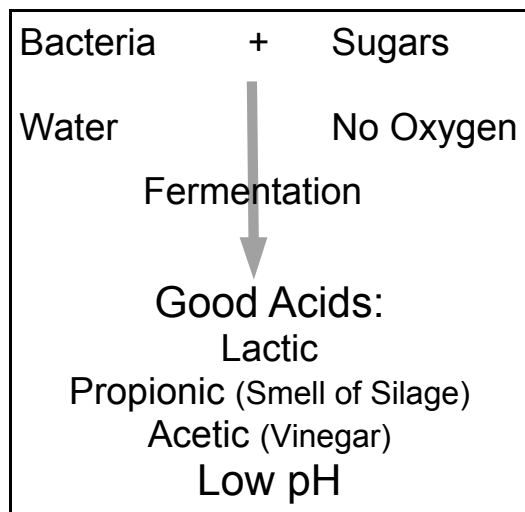 Bacteria + Sugars
Water No Oxygen
Fermentation
Good Acids:
Lactic
Propionic (Smell of Silage)
Acetic (Vinegar)
Low pH